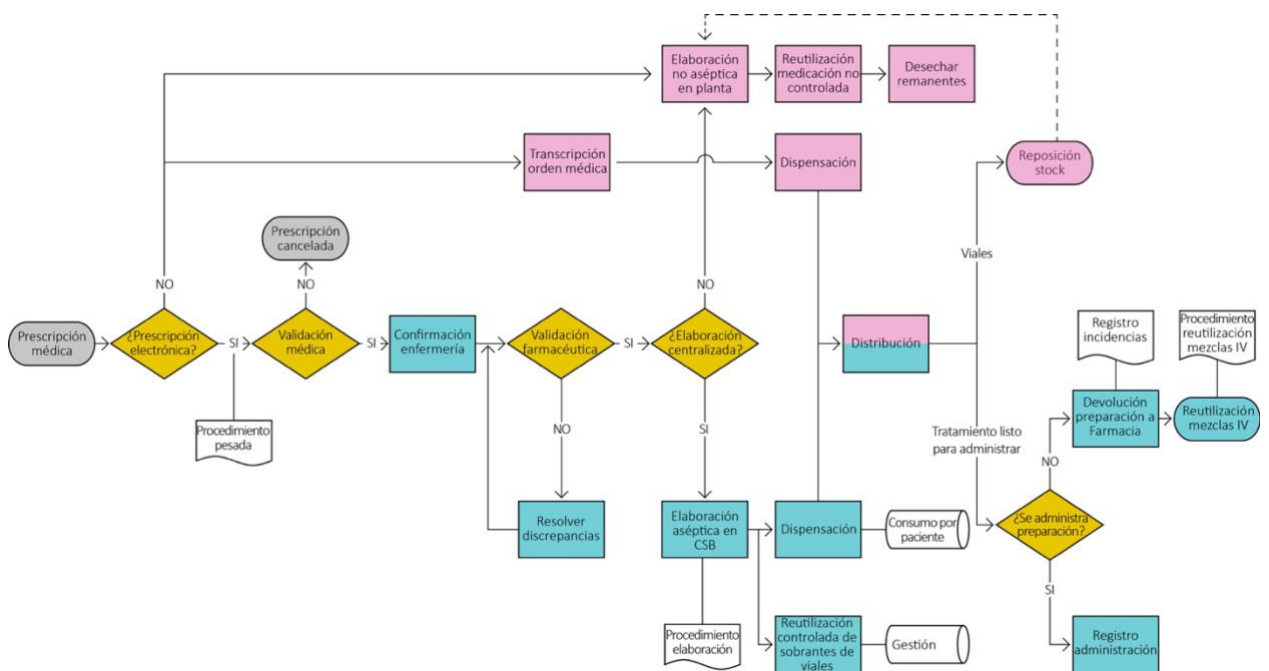 Elaboración
no aséptica
en planta
Reutilización
medicación no
controlada
Desechar
remanentes
Transcripción
orden médica
Dispensación
Reposición
stock
Prescripción
cancelada
Viales
NO
NO
NO
Prescripción
médica
¿Prescripción
electrónica?
SI
Validación
médica
SI
Confirmación
enfermería
Validación
farmacéutica
SI
¿Elaboración
centralizada?
Distribución
Registro
incidencias
Procedimiento
reutilización
mezclas IV
Procedimiento
pesada
NO
SI
Tratamiento listo
para administrar
NO
Devolución
preparación a
Farmacia
Reutilización
mezclas IV
Resolver
discrepancias
Elaboración
aséptica en
CSB
Dispensación
Consumo por
paciente
¿Se administra
preparación?
SI
Procedimiento
elaboración
Reutilización
controlada de
sobrantes de
viales
Gestión
Registro
administración